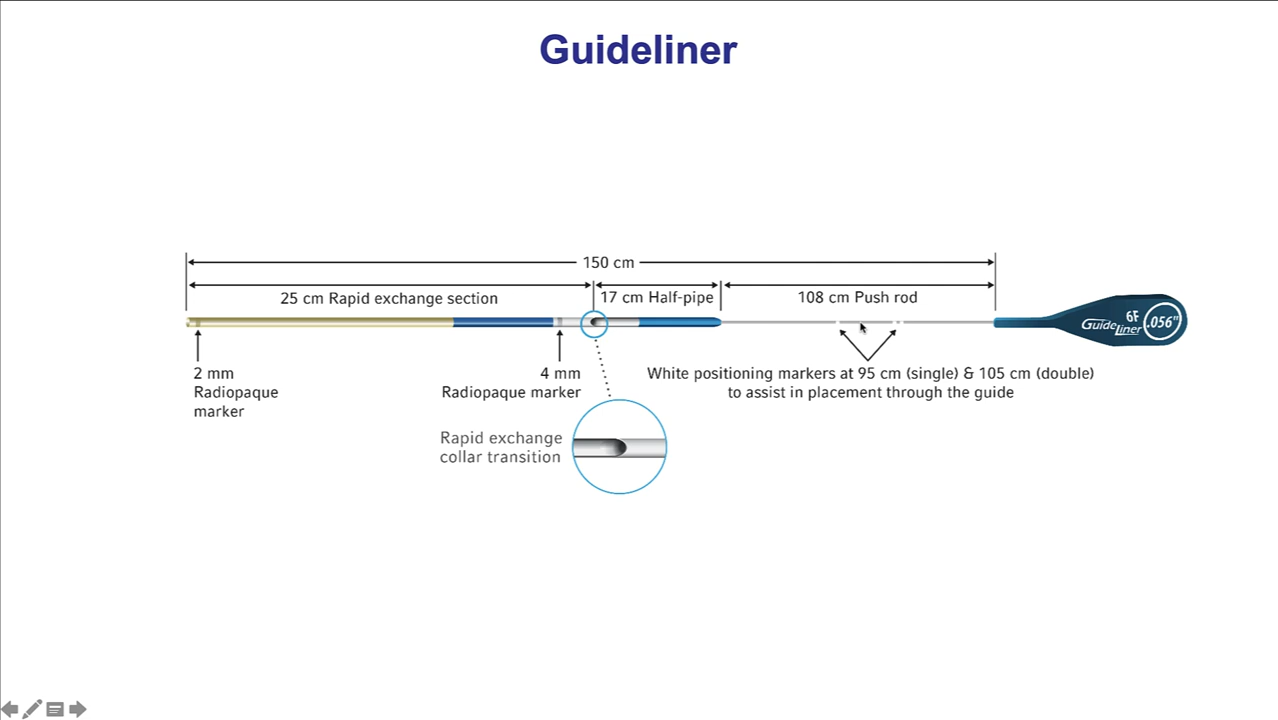 Guideliner
150 cm
25 cm Rapid exchange section
17 cm Half-pipe
108 cm Push rod
6F
GuideLiner
.056"
2 mm
Radiopaque
marker
4 mm
Radiopaque marker
White positioning markers at 95 cm (single) & 105 cm (double)
to assist in placement through the guide
Rapid exchange
collar transition